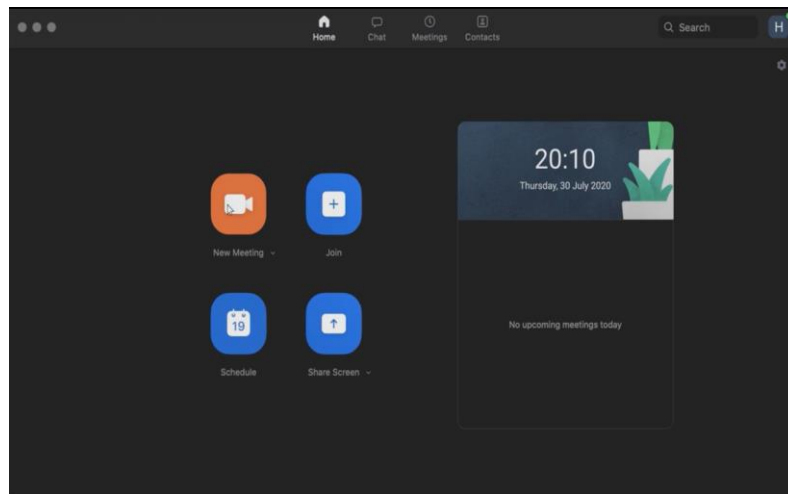 Home
Chat
Meetings
Contacts
Search
H
20:10
Thursday, 30 July 2020
New Meeting
Join
19
Schedule
Share Screen
No upcoming meetings today